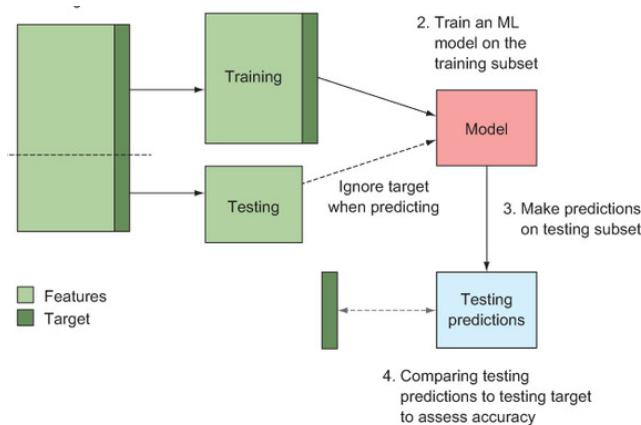 2. Train an ML
model on the
training subset
Training
Model
Testing
Ignore target
when predicting
3. Make predictions
on testing subset
Features
Target
Testing
predictions
4. Comparing testing
predictions to testing target
to assess accuracy